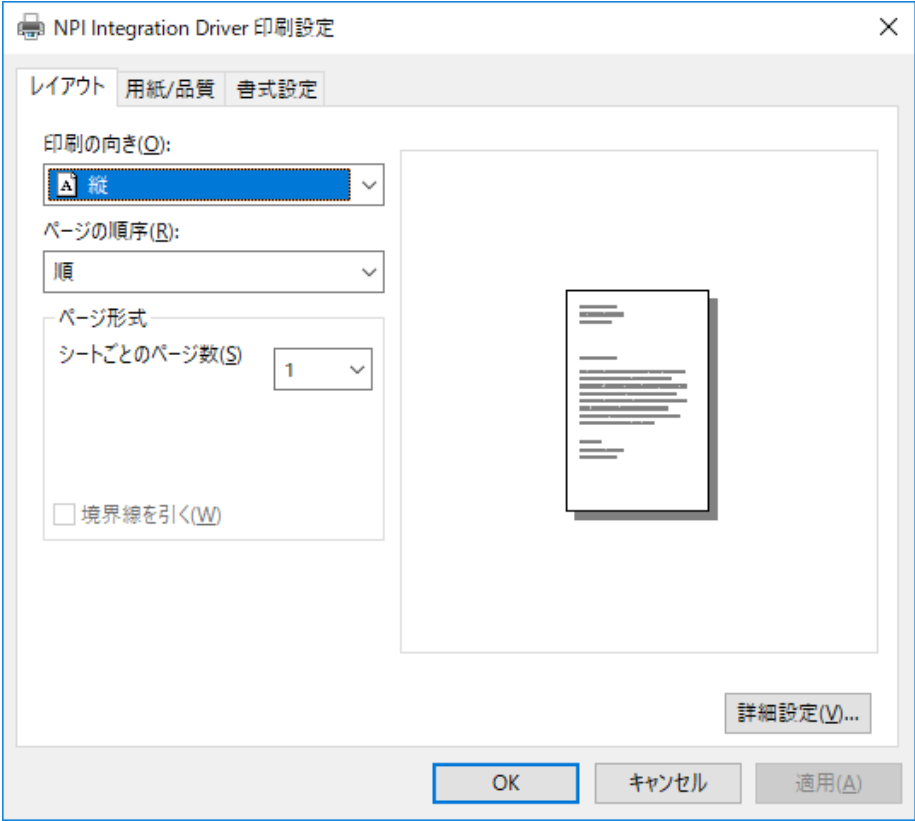 NPI Integration Driver 印刷設定
レイアウト 用紙/品質 書式設定
印刷の向き(O):
A 縦
ページの順序(R):
順
ページ形式
シートごとのページ数(S)
1
境界線を引く(W)
詳細設定(V)...
OK キャンセル 適用(A)